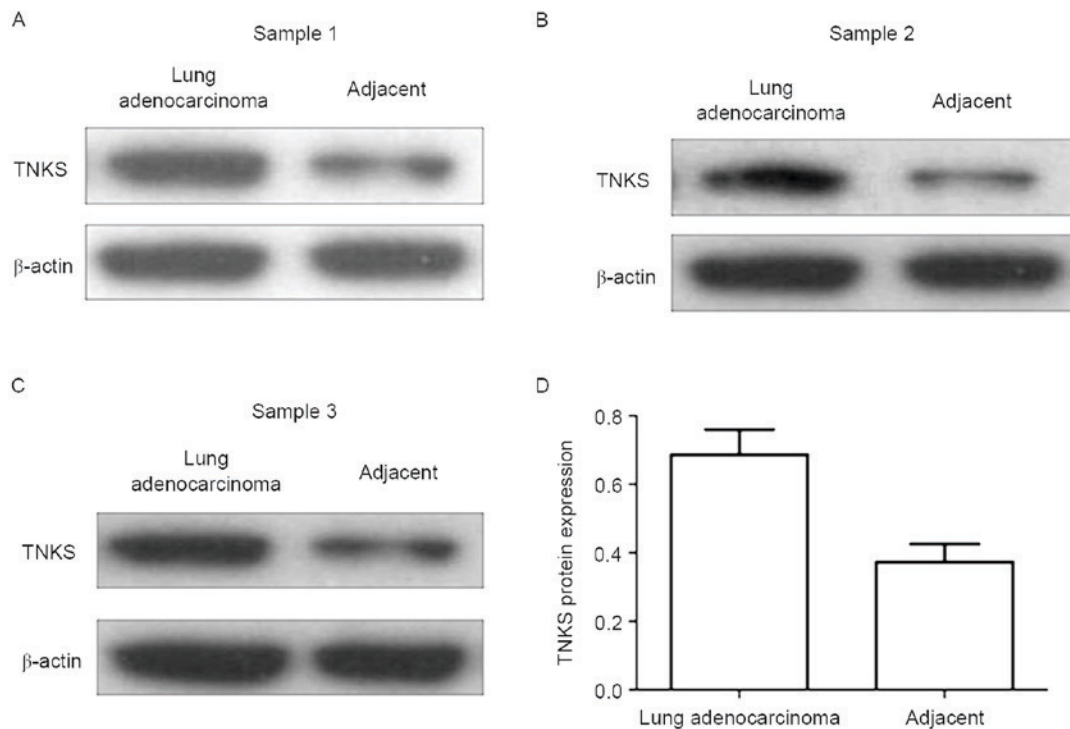 A
Sample 1
Lung
adenocarcinoma
Adjacent
TNKS
β-actin
B
Sample 2
Lung
adenocarcinoma
Adjacent
TNKS
β-actin
C
Sample 3
Lung
adenocarcinoma
Adjacent
TNKS
β-actin
D
TNKS protein expression
0.8
0.6
0.4
0.2
0.0
Lung adenocarcinoma
Adjacent